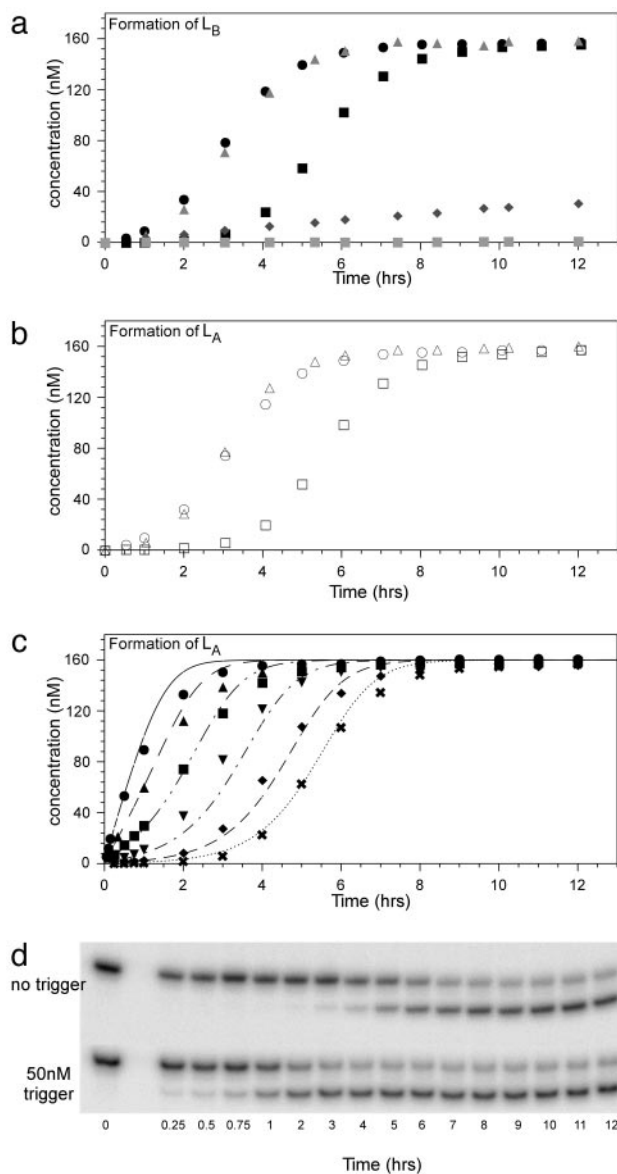 a
Formation of L_B
concentration (nM)
160
120
80
40
0
0 2 4 6 8 10 12
Time (hrs)
b
Formation of L_A
concentration (nM)
160
120
80
40
0
0 2 4 6 8 10 12
Time (hrs)
c
Formation of L_A
concentration (nM)
160
120
80
40
0
0 2 4 6 8 10 12
Time (hrs)
d
no trigger
50nM
trigger
0 0.25 0.5 0.75 1 2 3 4 5 6 7 8 9 10 11 12
Time (hrs)